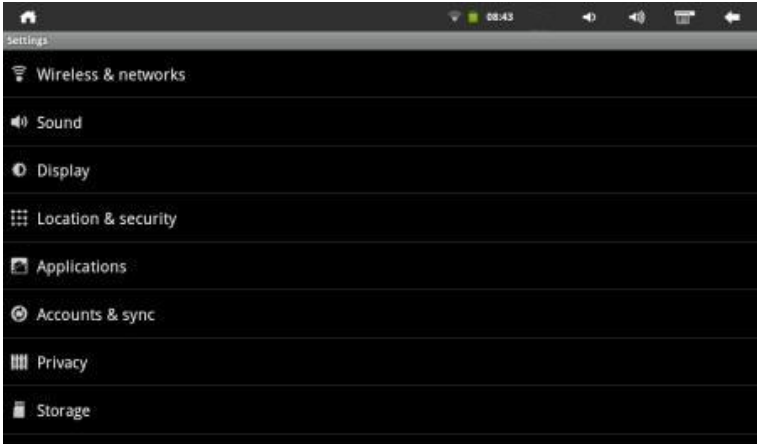 08:43
Settings
Wireless & networks
Sound
Display
Location & security
Applications
Accounts & sync
Privacy
Storage